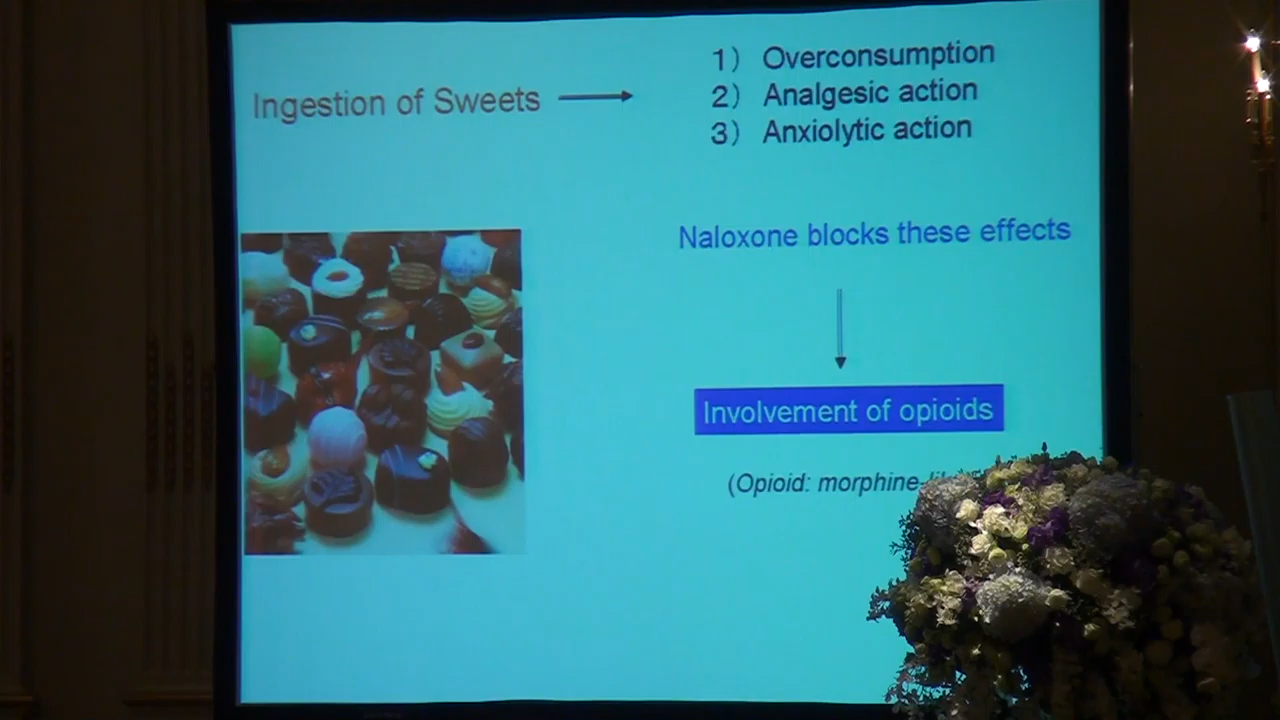 Ingestion of Sweets
1) Overconsumption
2) Analgesic action
3) Anxiolytic action
Naloxone blocks these effects
Involvement of opioids
(Opioid: morphine-